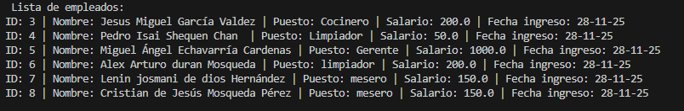 Lista de empleados:
ID: 3 | Nombre: Jesus Miguel García Valdez | Puesto: Cocinero | Salario: 200.0 | Fecha ingreso: 28-11-25
ID: 4 | Nombre: Pedro Isai Shequen Chan  | Puesto: Limpiador | Salario: 50.0 | Fecha ingreso: 28-11-25
ID: 5 | Nombre: Miguel Ángel Echavarría Cardenas | Puesto: Gerente | Salario: 1000.0 | Fecha ingreso: 28-11-25
ID: 6 | Nombre: Alex Arturo duran Mosqueda | Puesto: limpiador | Salario: 200.0 | Fecha ingreso: 28-11-25
ID: 7 | Nombre: Lenin josmani de dios Hernández | Puesto: mesero | Salario: 150.0 | Fecha ingreso: 28-11-25
ID: 8 | Nombre: Cristian de Jesús Mosqueda Pérez | Puesto: mesero | Salario: 150.0 | Fecha ingreso: 28-11-25